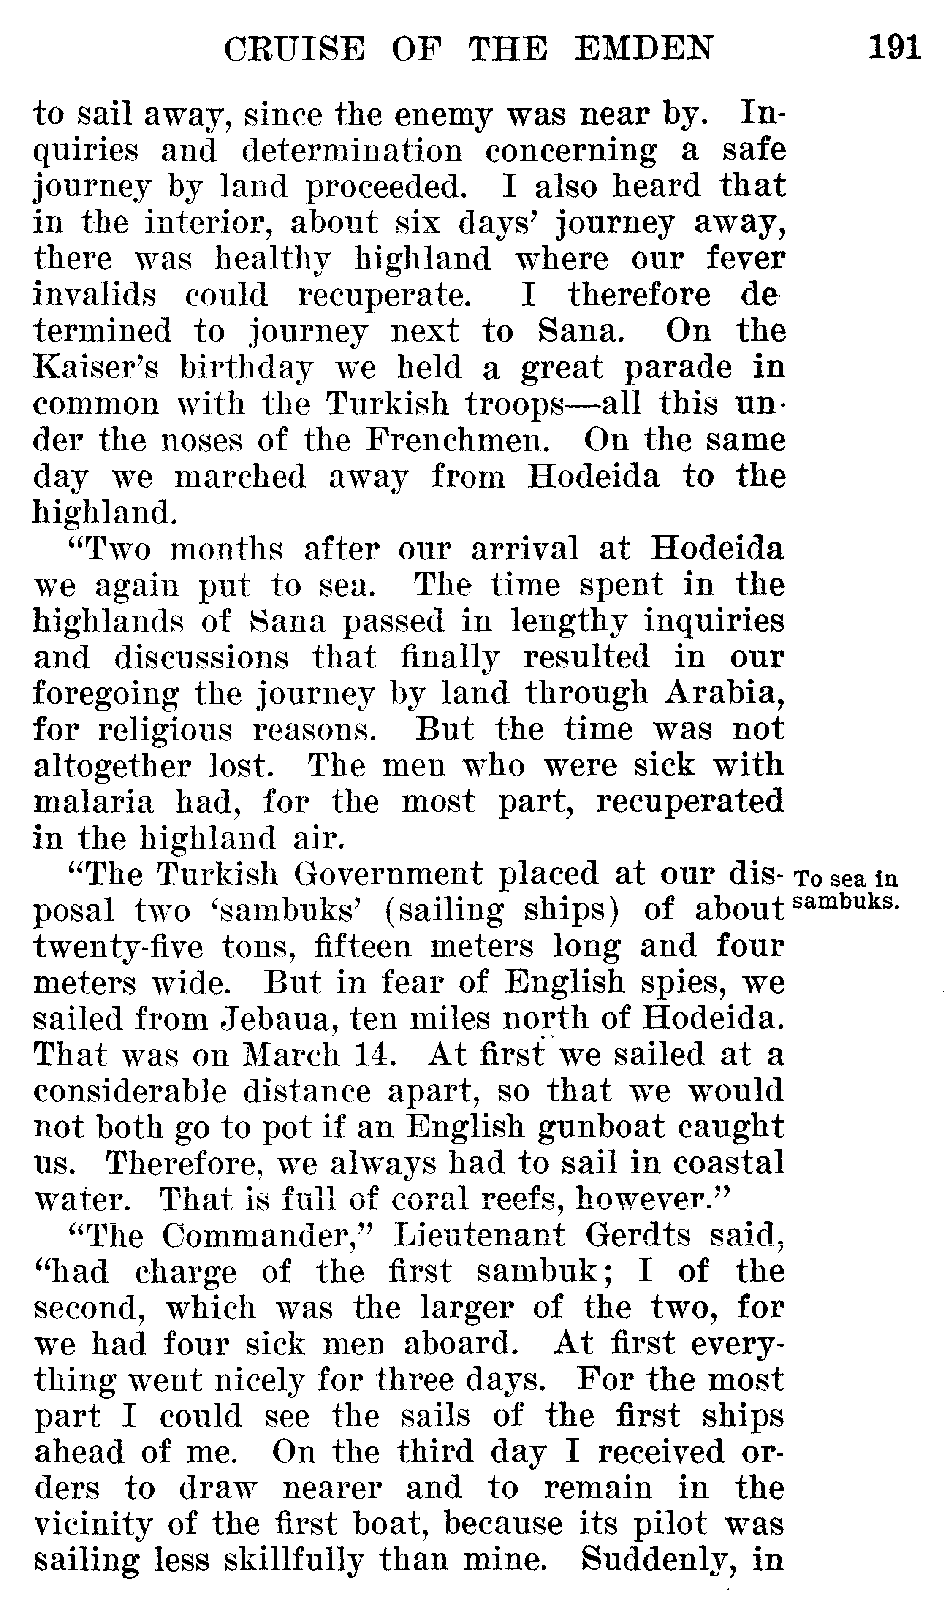 CRUISE OF THE EMDEN 191
to sail away, since the enemy was near by. In-
quiries and determination concerning a safe
journey by land proceeded. I also heard that
in the interior, about six days' journey away,
there was healthy highland where our fever
invalids could recuperate. I therefore de
termined to journey next to Sana. On the
Kaiser's birthday we held a great parade in
common with the Turkish troops—all this un-
der the noses of the Frenchmen. On the same
day we marched away from Hodeida to the
highland.
"Two months after our arrival at Hodeida
we again put to sea. The time spent in the
highlands of Sana passed in lengthy inquiries
and discussions that finally resulted in our
foregoing the journey by land through Arabia,
for religious reasons. But the time was not
altogether lost. The men who were sick with
malaria had, for the most part, recuperated
in the highland air.
"The Turkish Government placed at our dis-
posal two 'sambuks' (sailing ships) of about
To sea in
sambuks.
twenty-five tons, fifteen meters long and four
meters wide. But in fear of English spies, we
sailed from Jebaua, ten miles north of Hodeida.
That was on March 14. At first we sailed at a
considerable distance apart, so that we would
not both go to pot if an English gunboat caught
us. Therefore, we always had to sail in coastal
water. That is full of coral reefs, however."
"The Commander," Lieutenant Gerdts said,
"had charge of the first sambuk; I of the
second, which was the larger of the two, for
we had four sick men aboard. At first every-
thing went nicely for three days. For the most
part I could see the sails of the first ships
ahead of me. On the third day I received or-
ders to draw nearer and to remain in the
vicinity of the first boat, because its pilot was
sailing less skillfully than mine. Suddenly, in